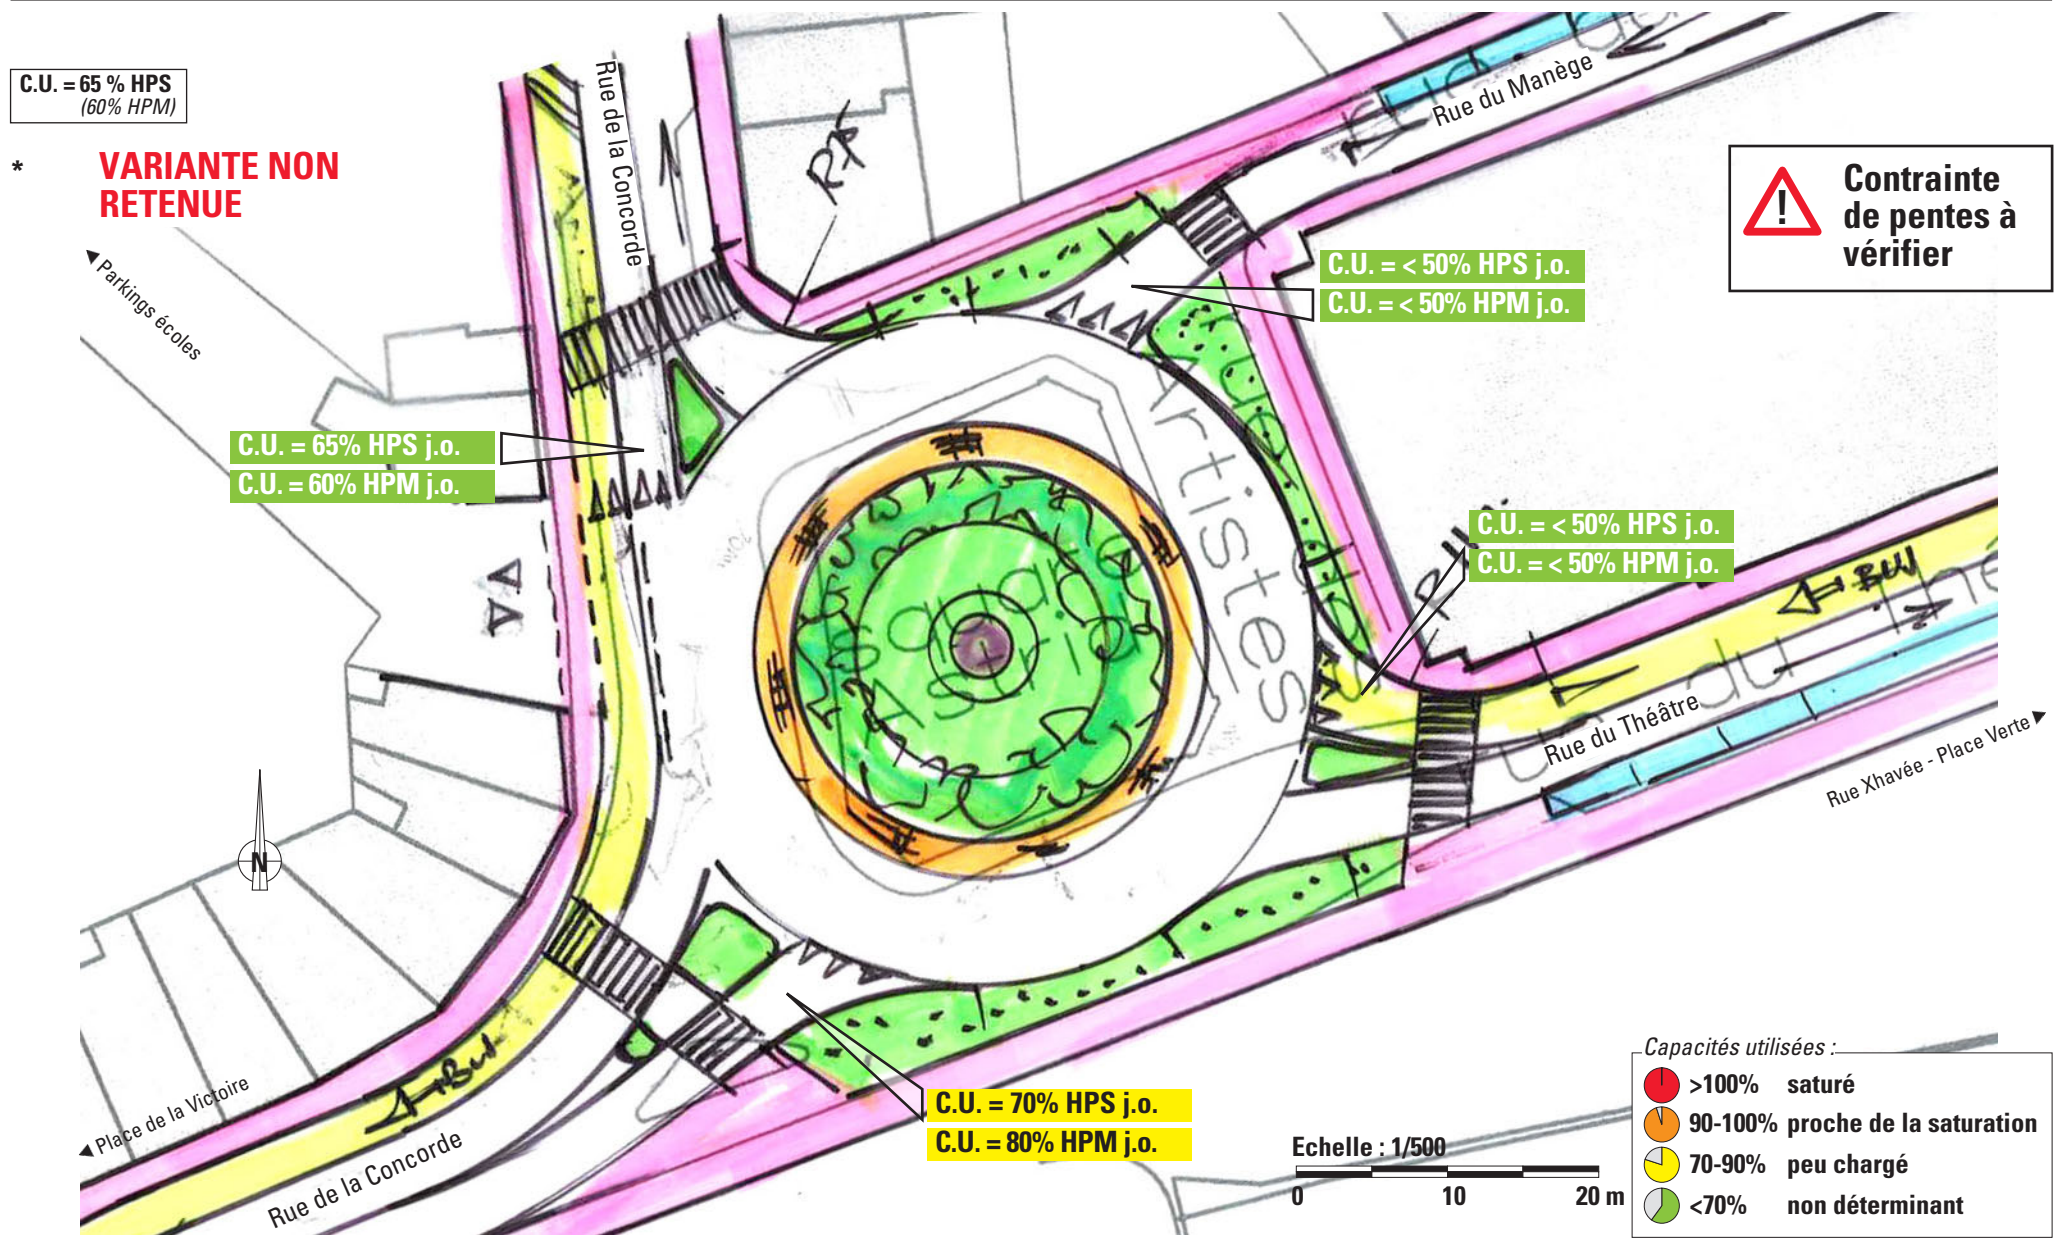 C.U. = 65 % HPS
(60% HPM)
* VARIANTE NON
RETENUE
Rue de la Concorde
Rue du Manège
Contrainte
de pentes à
vérifier
!
Parkings écoles
C.U. = < 50% HPS j.o.
C.U. = < 50% HPM j.o.
C.U. = 65% HPS j.o.
C.U. = 60% HPM j.o.
Artistes
C.U. = < 50% HPS j.o.
C.U. = < 50% HPM j.o.
BUS
Rue du Théâtre
Rue Xhavée - Place Verte
N
Bus
Place de la Victoire
Rue de la Concorde
C.U. = 70% HPS j.o.
C.U. = 80% HPM j.o.
Echelle : 1/500
0 10 20 m
Capacités utilisées :
>100% saturé
90-100% proche de la saturation
70-90% peu chargé
<70% non déterminant